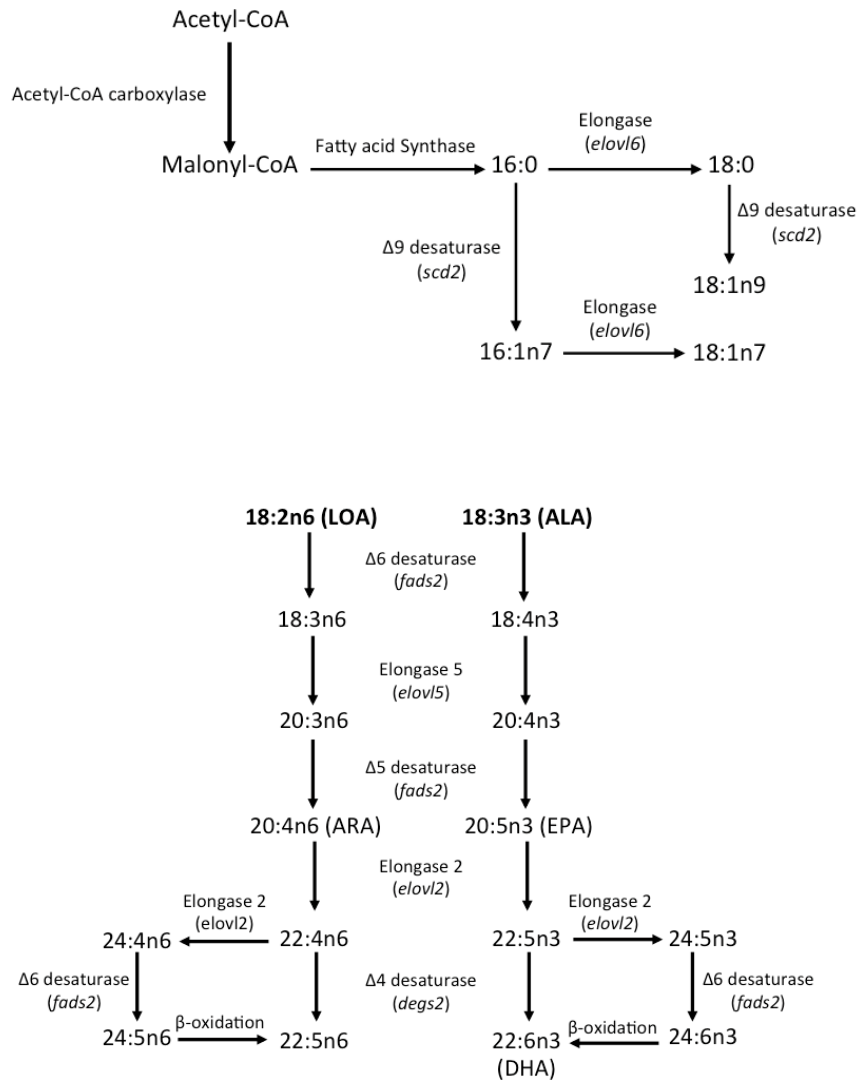 Acetyl-CoA
Acetyl-CoA carboxylase
Malonyl-CoA
Fatty acid Synthase
16:0
Elongase
(elovl6)
18:0
Δ9 desaturase
(scd2)
Δ9 desaturase
(scd2)
18:1n9
16:1n7
Elongase
(elovl6)
18:1n7
18:2n6 (LOA)
18:3n3 (ALA)
Δ6 desaturase
(fads2)
18:3n6
18:4n3
Elongase 5
(elovl5)
20:3n6
20:4n3
Δ5 desaturase
(fads2)
20:4n6 (ARA)
20:5n3 (EPA)
Elongase 2
(elovl2)
Elongase 2
(elovl2)
Elongase 2
(elovl2)
24:4n6
22:4n6
22:5n3
24:5n3
Δ6 desaturase
(fads2)
Δ4 desaturase
(degs2)
Δ6 desaturase
(fads2)
24:5n6
β-oxidation
22:5n6
22:6n3
(DHA)
β-oxidation
24:6n3